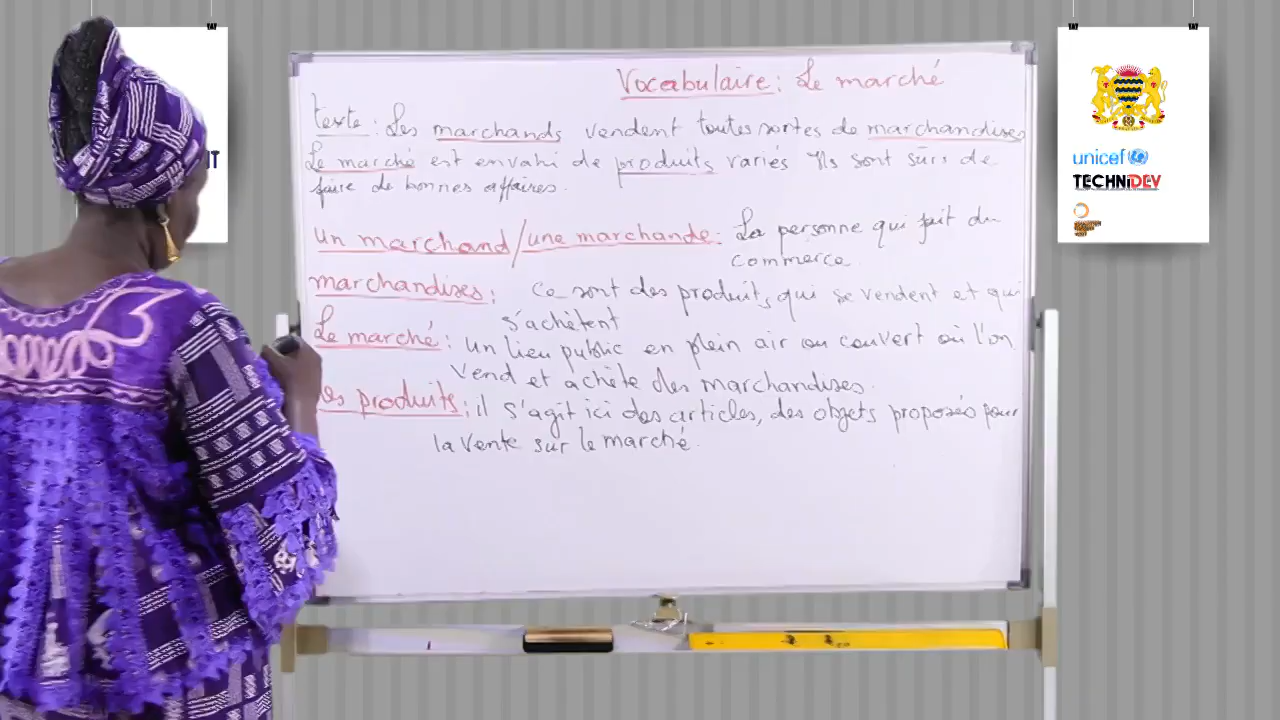 Vocabulaire : Le marché
texte : Les marchands vendent toutes sortes de marchandises
Le marché est envahi de produits variés Ils sont sûrs de
faire de bonnes affaires.
un marchand/une marchande : La personne qui fait du
commerce.
marchandises : Ce sont des produits qui se vendent et qui
s'achètent
Le marché : un lieu public en plein air ou couvert où l'on
vend et achète des marchandises.
les produits : il s'agit ici des articles, des objets proposés pour
la vente sur le marché.
unicef
TECHNIDEV